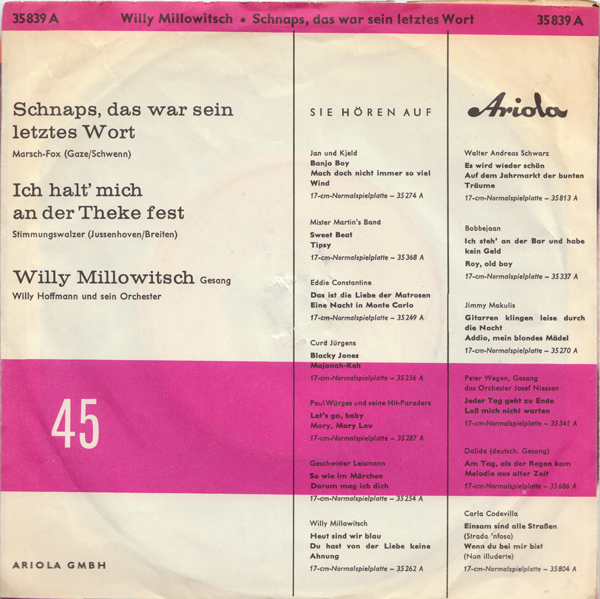 35839 A Willy Millowitsch • Schnaps, das war sein letztes Wort 35839 A
Schnaps, das war sein
letztes Wort
Marsch-Fox (Gaze/Schwenn)
Ich halt' mich
an der Theke fest
Stimmungswalzer (Jussenhoven/Breiten)
Willy Millowitsch Gesang
Willy Hoffmann und sein Orchester
45
ARIOLA GMBH
SIE HÖREN AUF
Jan und Kjeld
Banjo Boy
Mach doch nicht immer so viel
Wind
17-cm-Normalspielplatte – 35274 A
Mister Martin's Band
Sweet Beat
Tipsy
17-cm-Normalspielplatte – 35368 A
Eddie Constantine
Das ist die Liebe der Matrosen
Eine Nacht in Monte Carlo
17-cm-Normalspielplatte – 35249 A
Curd Jürgens
Blacky Jones
Majanah-Keh
17-cm-Normalspielplatte – 35256 A
Paul Würges und seine Hit-Paraders
Let's go, baby
Mary, Mary Lou
17-cm-Normalspielplatte – 35287 A
Geschwister Leismann
So wie im Märchen
Darum mag ich dich
17-cm-Normalspielplatte – 35254 A
Willy Millowitsch
Heut sind wir blau
Du hast von der Liebe keine
Ahnung
17-cm-Normalspielplatte – 35262 A
Ariola
Walter Andreas Schwarz
Es wird wieder schön
Auf dem Jahrmarkt der bunten
Träume
17-cm-Normalspielplatte – 35813 A
Bobbejaan
Ich steh' an der Bar und habe
kein Geld
Roy, old boy
17-cm-Normalspielplatte – 35337 A
Jimmy Makulis
Gitarren klingen leise durch
die Nacht
Addio, mein blondes Mädel
17-cm-Normalspielplatte – 35270 A
Peter Wegen, Gesang
das Orchester Josef Niessen
Jeder Tag geht zu Ende
Laß mich nicht warten
17-cm-Normalspielplatte – 35541 A
Dalida (deutsch. Gesang)
Am Tag, als der Regen kam
Melodie aus alter Zeit
17-cm-Normalspielplatte – 35686 A
Carla Codevilla
Einsam sind alle Straßen
(Strada 'nfosa)
Wenn du bei mir bist
(Non illuderte)
17-cm-Normalspielplatte – 35804 A